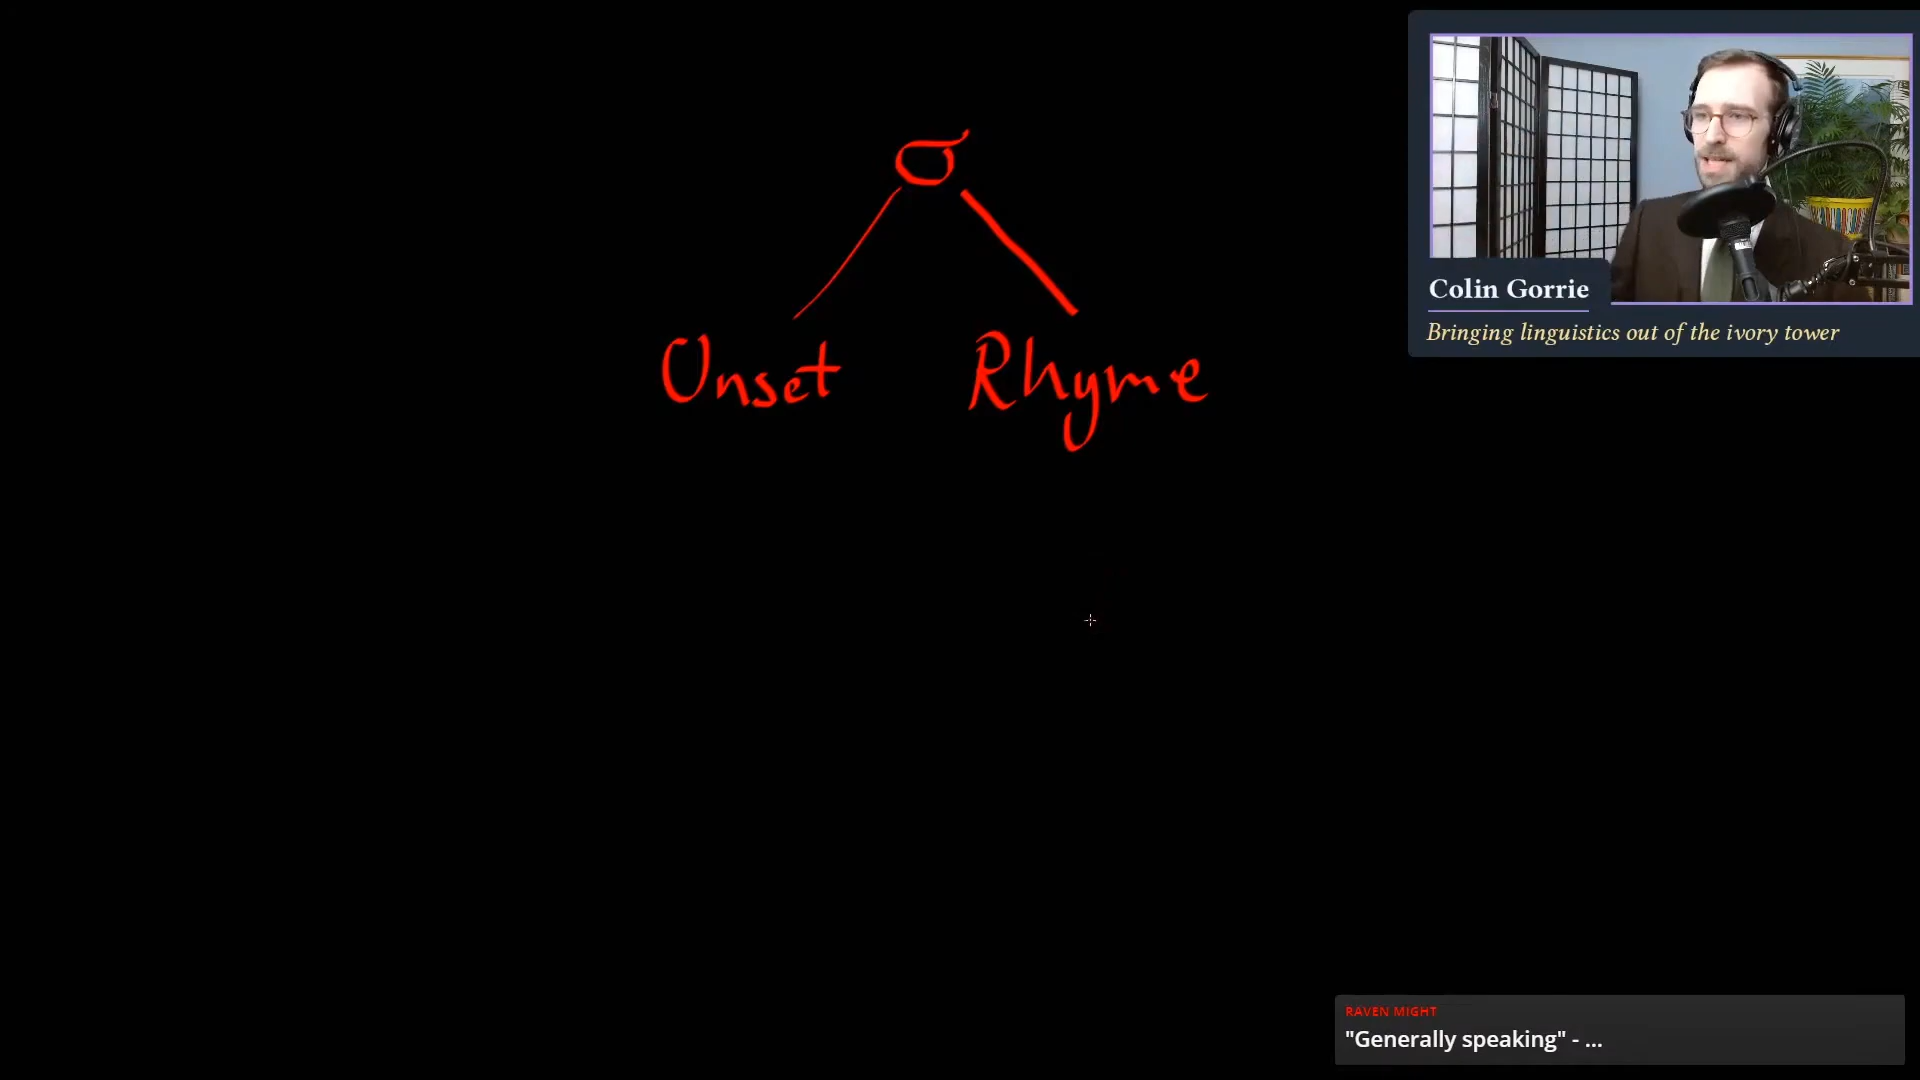 σ
Onset Rhyme
Colin Gorrie
Bringing linguistics out of the ivory tower
RAVEN MIGHT
"Generally speaking" - ...